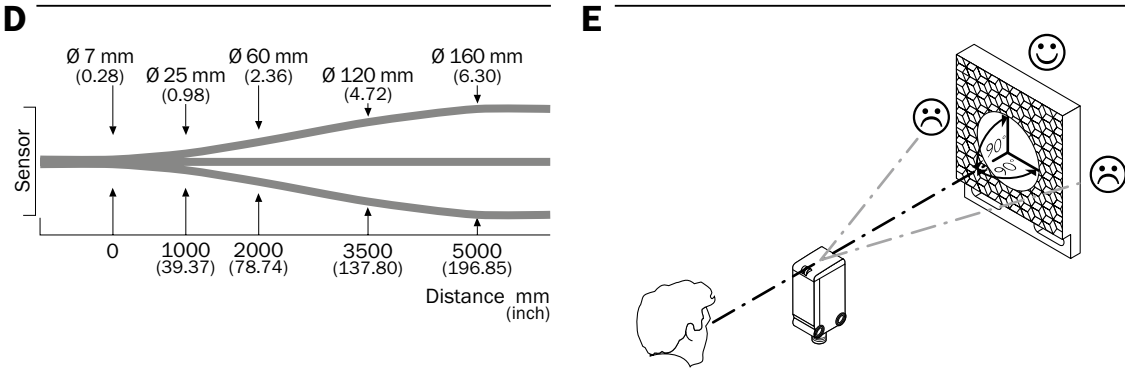 D
Ø 7 mm
(0.28)
Ø 25 mm
(0.98)
Ø 60 mm
(2.36)
Ø 120 mm
(4.72)
Ø 160 mm
(6.30)
Sensor
0
1000
(39.37)
2000
(78.74)
3500
(137.80)
5000
(196.85)
Distance mm
(inch)
E
90°
90°